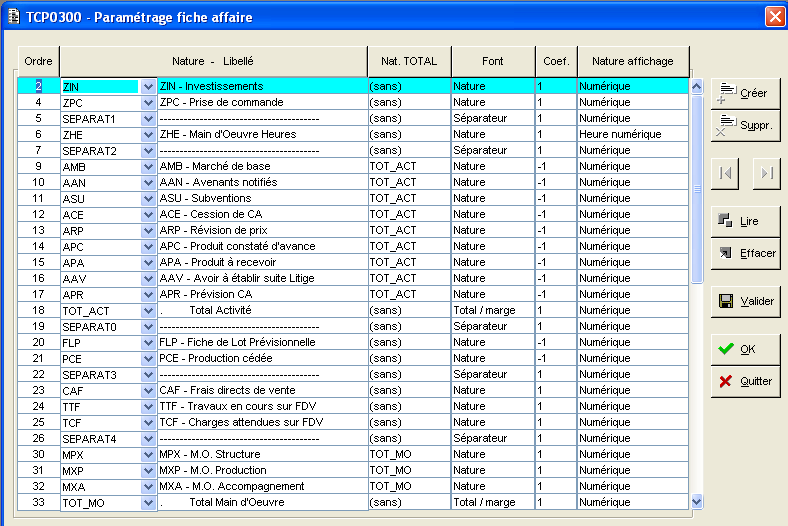 TCP0300 - Paramétrage fiche affaire
Ordre Nature - Libellé Nat. TOTAL Font Coef. Nature affichage
2 ZIN ZIN - Investissements (sans) Nature 1 Numérique
4 ZPC ZPC - Prise de commande (sans) Nature 1 Numérique
5 SEPARAT1 ---------------------------------------- (sans) Séparateur 1 Numérique
6 ZHE ZHE - Main d'Oeuvre Heures (sans) Nature 1 Heure numérique
7 SEPARAT2 ---------------------------------------- (sans) Séparateur 1 Numérique
9 AMB AMB - Marché de base TOT_ACT Nature -1 Numérique
10 AAN AAN - Avenants notifiés TOT_ACT Nature -1 Numérique
11 ASU ASU - Subventions TOT_ACT Nature -1 Numérique
12 ACE ACE - Cession de CA TOT_ACT Nature -1 Numérique
13 ARP ARP - Révision de prix TOT_ACT Nature -1 Numérique
14 APC APC - Produit constaté d'avance TOT_ACT Nature -1 Numérique
15 APA APA - Produit à recevoir TOT_ACT Nature -1 Numérique
16 AAV AAV - Avoir à établir suite Litige TOT_ACT Nature -1 Numérique
17 APR APR - Prévision CA TOT_ACT Nature -1 Numérique
18 TOT_ACT . Total Activité (sans) Total / marge 1 Numérique
19 SEPARAT0 ---------------------------------------- (sans) Séparateur 1 Numérique
20 FLP FLP - Fiche de Lot Prévisionnelle (sans) Nature -1 Numérique
21 PCE PCE - Production cédée (sans) Nature -1 Numérique
22 SEPARAT3 ---------------------------------------- (sans) Séparateur 1 Numérique
23 CAF CAF - Frais directs de vente (sans) Nature 1 Numérique
24 TTF TTF - Travaux en cours sur FDV (sans) Nature 1 Numérique
25 TCF TCF - Charges attendues sur FDV (sans) Nature 1 Numérique
26 SEPARAT4 ---------------------------------------- (sans) Séparateur 1 Numérique
30 MPX MPX - M.O. Structure TOT_MO Nature 1 Numérique
31 MXP MXP - M.O. Production TOT_MO Nature 1 Numérique
32 MXA MXA - M.O. Accompagnement TOT_MO Nature 1 Numérique
33 TOT_MO . Total Main d'Oeuvre (sans) Total / marge 1 Numérique
Créer
Suppr.
Lire
Effacer
Valider
OK
Quitter